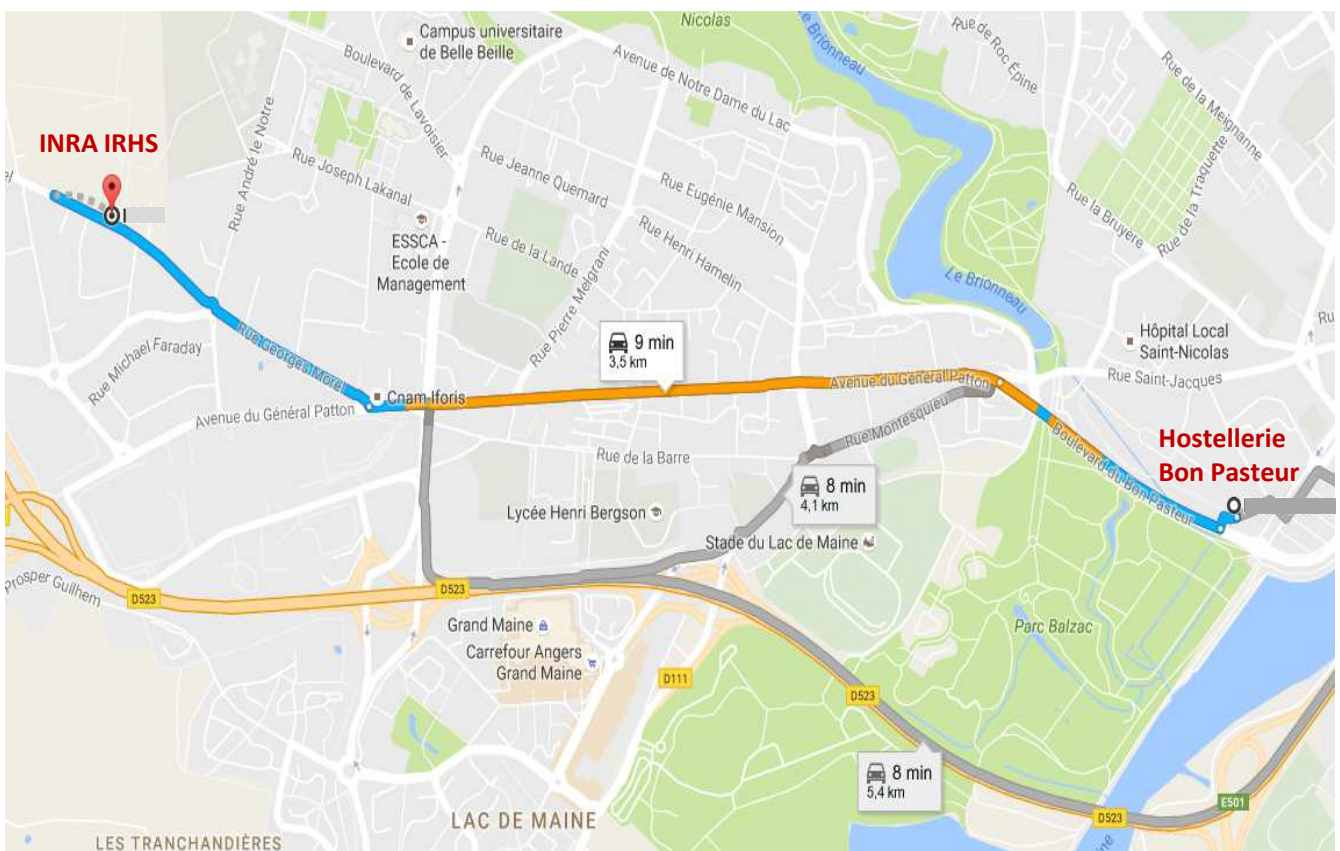 Nicolas
Le Brionneau
Rue de Roc Épine
Campus universitaire
de Belle Beille
Boulevard de Lavoisier
Avenue de Notre Dame du Lac
Rue de la Meignanne
INRA IRHS
Rue André le Notre
Rue Joseph Lakanal
Rue Jeanne Quemard
Rue Eugénie Mansion
Rue de la Traquette
Rue la Bruyere
ESSCA -
Ecole de
Management
Rue de la Lande
Rue Henri Hamelin
Rue Pierre Melgrani
Le Brionneau
Rue Georges Morel
Rue Michael Faraday
9 min
3,5 km
Hôpital Local
Saint-Nicolas
Rue Saint-Jacques
Cnam-Iforis
Avenue du Général Patton
Avenue du Général Patton
Rue Montesquieu
Rue de la Barre
Boulevard du Bon Pasteur
Hostellerie
Bon Pasteur
8 min
4,1 km
Lycée Henri Bergson
Stade du Lac de Maine
Prosper Guilhem
D523
D523
Grand Maine
Carrefour Angers
Grand Maine
Parc Balzac
D111
D523
8 min
5,4 km
E501
D523
LAC DE MAINE
LES TRANCHANDIÈRES